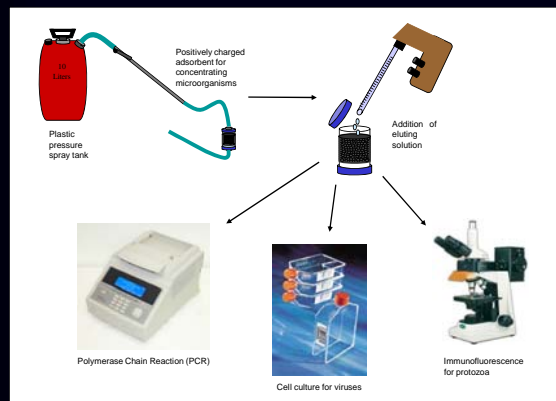 10
Litres
Positively charged
adsorbent for
concentrating
microorganisms
Plastic
pressure
spray tank
Addition of
eluting
solution
Polymerase Chain Reaction (PCR)
Cell culture for viruses
Immunofluorescence
for protozoa